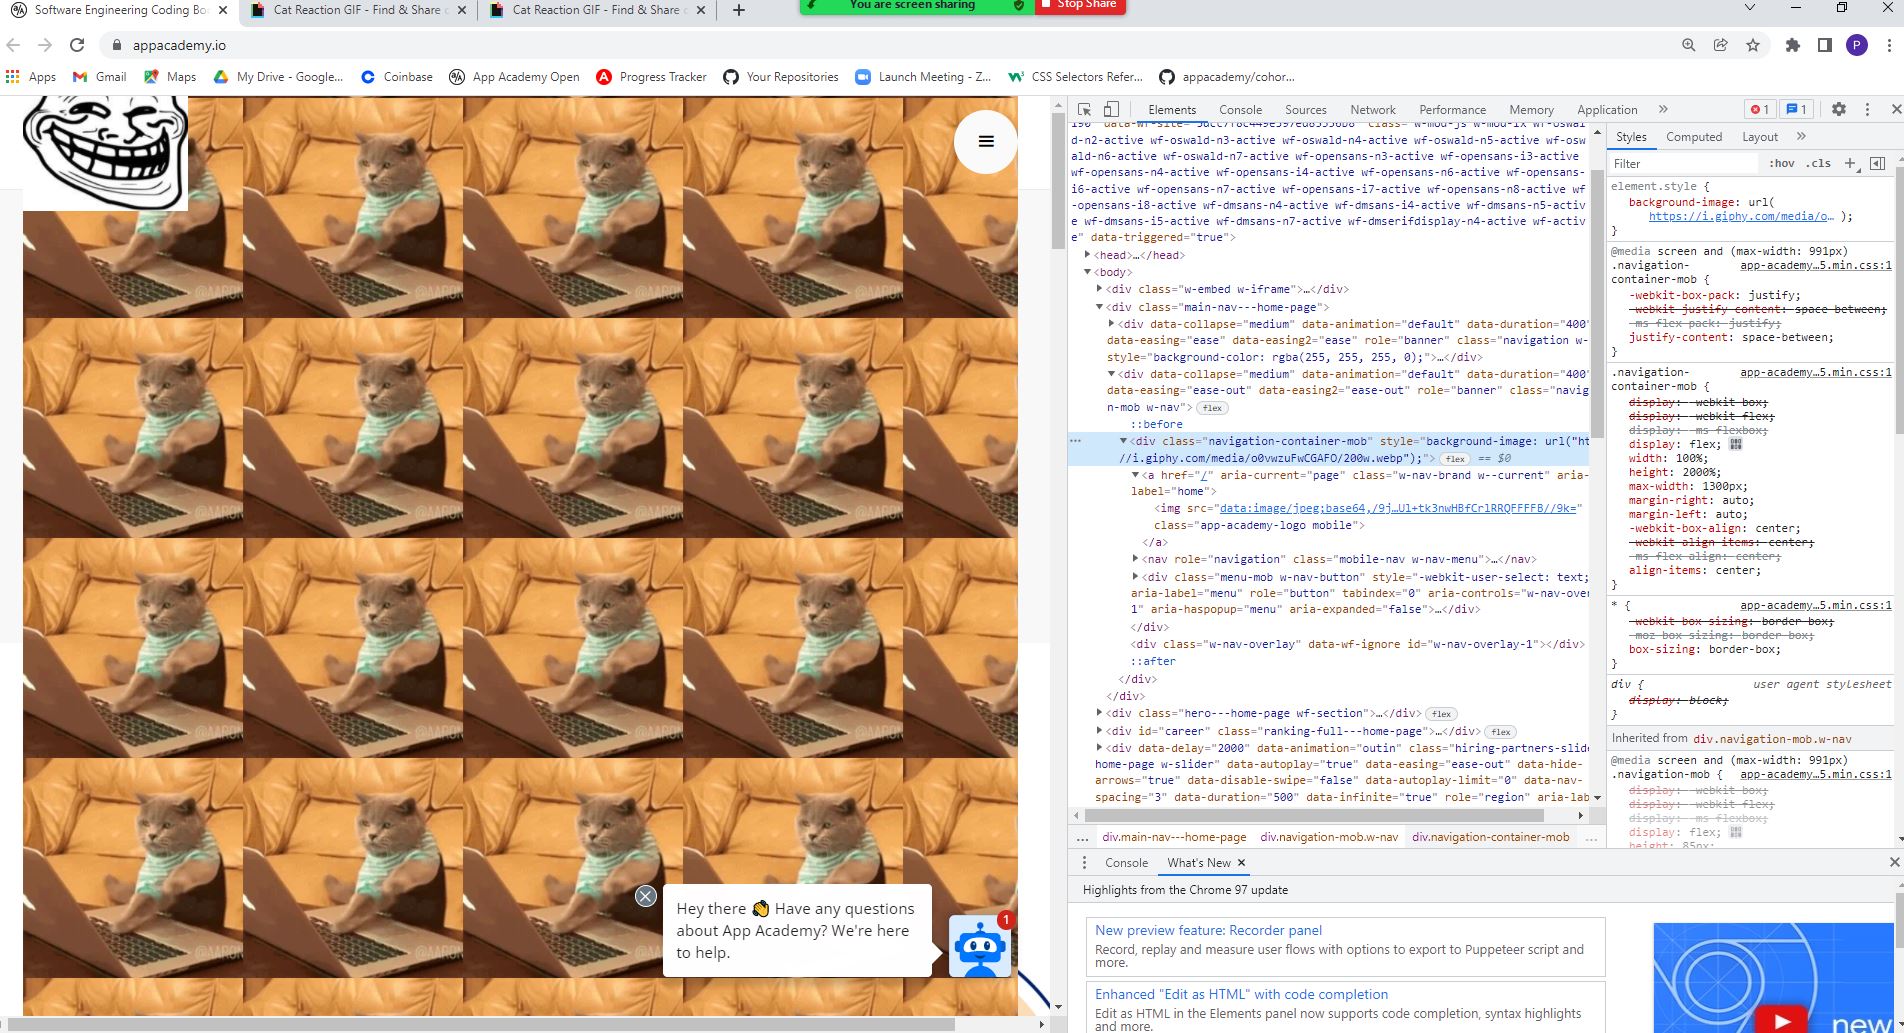 Software Engineering Coding Bo
Cat Reaction GIF - Find & Share
Cat Reaction GIF - Find & Share
You are screen sharing
Stop Share
appacademy.io
P
Apps
Gmail
Maps
My Drive - Google...
Coinbase
App Academy Open
Progress Tracker
Your Repositories
Launch Meeting - Z...
CSS Selectors Refer...
appacademy/cohor...
Elements
Console
Sources
Network
Performance
Memory
Application
1
1
ald-n2-active wf-oswald-n3-active wf-oswald-n4-active wf-oswald-n5-active wf-osw
ald-n6-active wf-oswald-n7-active wf-opensans-n3-active wf-opensans-i3-active
wf-opensans-n4-active wf-opensans-i4-active wf-opensans-n6-active wf-opensans-
i6-active wf-opensans-n7-active wf-opensans-i7-active wf-opensans-n8-active wf
-opensans-i8-active wf-dmsans-n4-active wf-dmsans-i4-active wf-dmsans-n5-activ
e wf-dmsans-i5-active wf-dmsans-n7-active wf-dmserifdisplay-n4-active wf-activ
e" data-triggered="true">
<head>…</head>
<body>
<div class="w-embed w-iframe">…</div>
<div class="main-nav---home-page">
<div data-collapse="medium" data-animation="default" data-duration="400"
data-easing="ease" data-easing2="ease" role="banner" class="navigation w-
style="background-color: rgba(255, 255, 255, 0);">…</div>
<div data-collapse="medium" data-animation="default" data-duration="400"
data-easing="ease-out" data-easing2="ease-out" role="banner" class="navig
n-mob w-nav"> flex
::before
<div class="navigation-container-mob" style="background-image: url("ht
//i.giphy.com/media/o0vwzuFwCGAFO/200w.webp");"> flex == $0
<a href="/" aria-current="page" class="w-nav-brand w--current" aria-
label="home">
<img src="data:image/jpeg;base64,/9j…Ul+tk3nwHBfCrlRRQFFFFB//9k="
class="app-academy-logo mobile">
</a>
<nav role="navigation" class="mobile-nav w-nav-menu">…</nav>
<div class="menu-mob w-nav-button" style="-webkit-user-select: text;
aria-label="menu" role="button" tabindex="0" aria-controls="w-nav-over
1" aria-haspopup="menu" aria-expanded="false">…</div>
</div>
<div class="w-nav-overlay" data-wf-ignore id="w-nav-overlay-1"></div>
::after
</div>
</div>
<div class="hero---home-page wf-section">…</div> flex
<div id="career" class="ranking-full---home-page">…</div> flex
<div data-delay="2000" data-animation="outin" class="hiring-partners-slide
home-page w-slider" data-autoplay="true" data-easing="ease-out" data-hide-
arrows="true" data-disable-swipe="false" data-autoplay-limit="0" data-nav-
spacing="3" data-duration="500" data-infinite="true" role="region" aria-lab
... div.main-nav---home-page div.navigation-mob.w-nav div.navigation-container-mob ...
Styles
Computed
Layout
Filter
:hov .cls +
element.style {
background-image: url(
https://i.giphy.com/media/o… );
}
@media screen and (max-width: 991px)
.navigation- app-academy…5.min.css:1
container-mob {
-webkit-box-pack: justify;
-webkit-justify-content: space-between;
-ms-flex-pack: justify;
justify-content: space-between;
}
.navigation- app-academy…5.min.css:1
container-mob {
display: -webkit-box;
display: -webkit-flex;
display: -ms-flexbox;
display: flex;
width: 100%;
height: 2000%;
max-width: 1300px;
margin-right: auto;
margin-left: auto;
-webkit-box-align: center;
-webkit-align-items: center;
-ms-flex-align: center;
align-items: center;
}
* { app-academy…5.min.css:1
-webkit-box-sizing: border-box;
-moz-box-sizing: border-box;
box-sizing: border-box;
}
div { user agent stylesheet
display: block;
}
Inherited from div.navigation-mob.w-nav
@media screen and (max-width: 991px)
.navigation-mob { app-academy…5.min.css:1
display: -webkit-box;
display: -webkit-flex;
display: -ms-flexbox;
display: flex;
height: 85px;
Console
What's New
Highlights from the Chrome 97 update
New preview feature: Recorder panel
Record, replay and measure user flows with options to export to Puppeteer script and
more.
Enhanced "Edit as HTML" with code completion
Edit as HTML in the Elements panel now supports code completion, syntax highlights
and more.
new
Hey there 👋 Have any questions
about App Academy? We're here
to help.
1
@AARON
@AARON
@AARON
@AARON
@AARON
@AARON
@AARON
@AARON
@AARON
@AARON
@AARON
@AARON
@AARON
@AARON